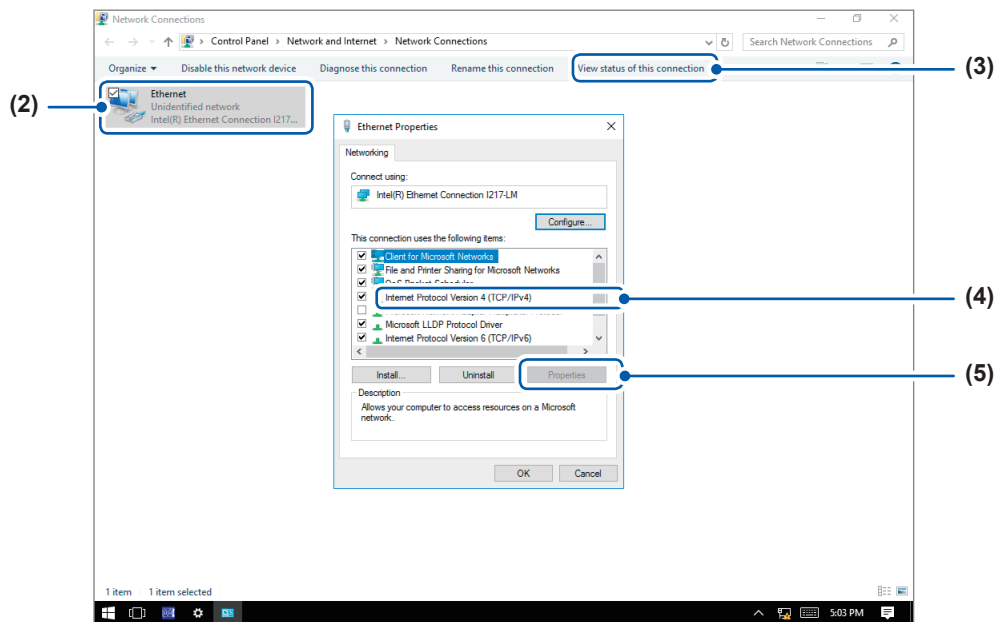 Network Connections
Control Panel > Network and Internet > Network Connections
Search Network Connections
Organize
Disable this network device
Diagnose this connection
Rename this connection
View status of this connection
(3)
(2)
Ethernet
Unidentified network
Intel(R) Ethernet Connection I217...
Ethernet Properties
Networking
Connect using:
Intel(R) Ethernet Connection I217-LM
Configure...
This connection uses the following items:
Client for Microsoft Networks
File and Printer Sharing for Microsoft Networks
Internet Protocol Version 4 (TCP/IPv4)
(4)
Microsoft LLDP Protocol Driver
Internet Protocol Version 6 (TCP/IPv6)
Install...
Uninstall
Properties
(5)
Description
Allows your computer to access resources on a Microsoft
network.
OK
Cancel
1 item
1 item selected
5:03 PM